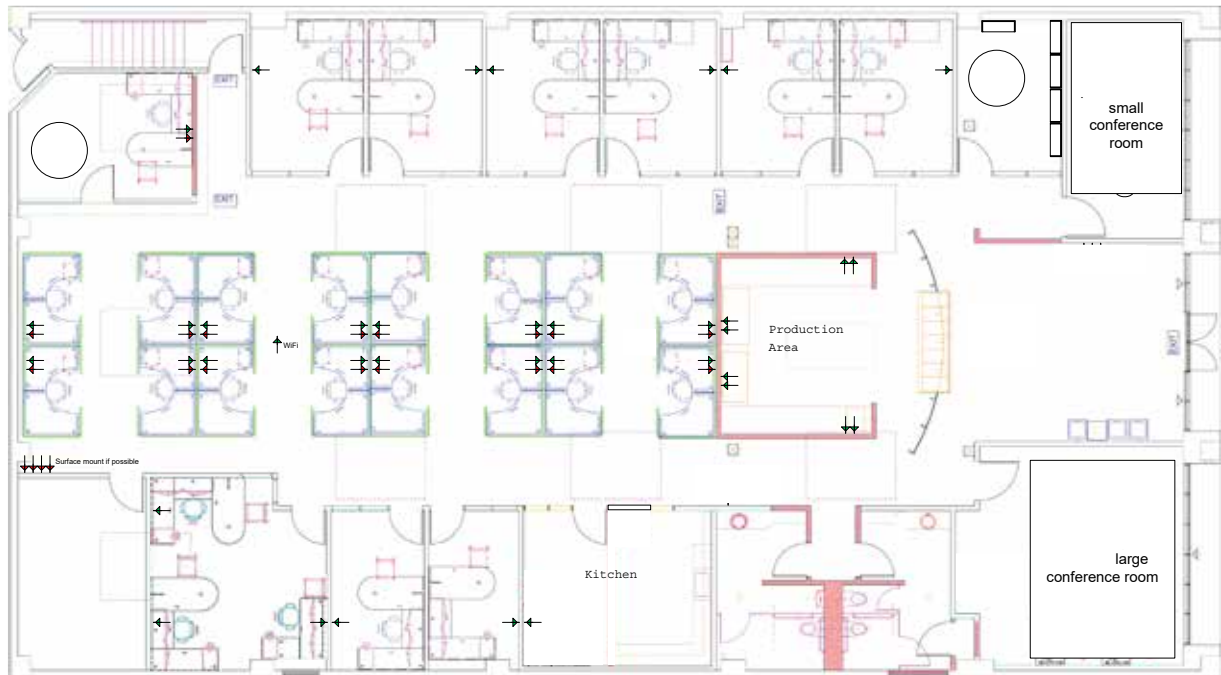 EXIT
small
conference
room
EXIT
EXIT
Production
Area
WiFi
EXIT
Surface mount if possible
Kitchen
large
conference room